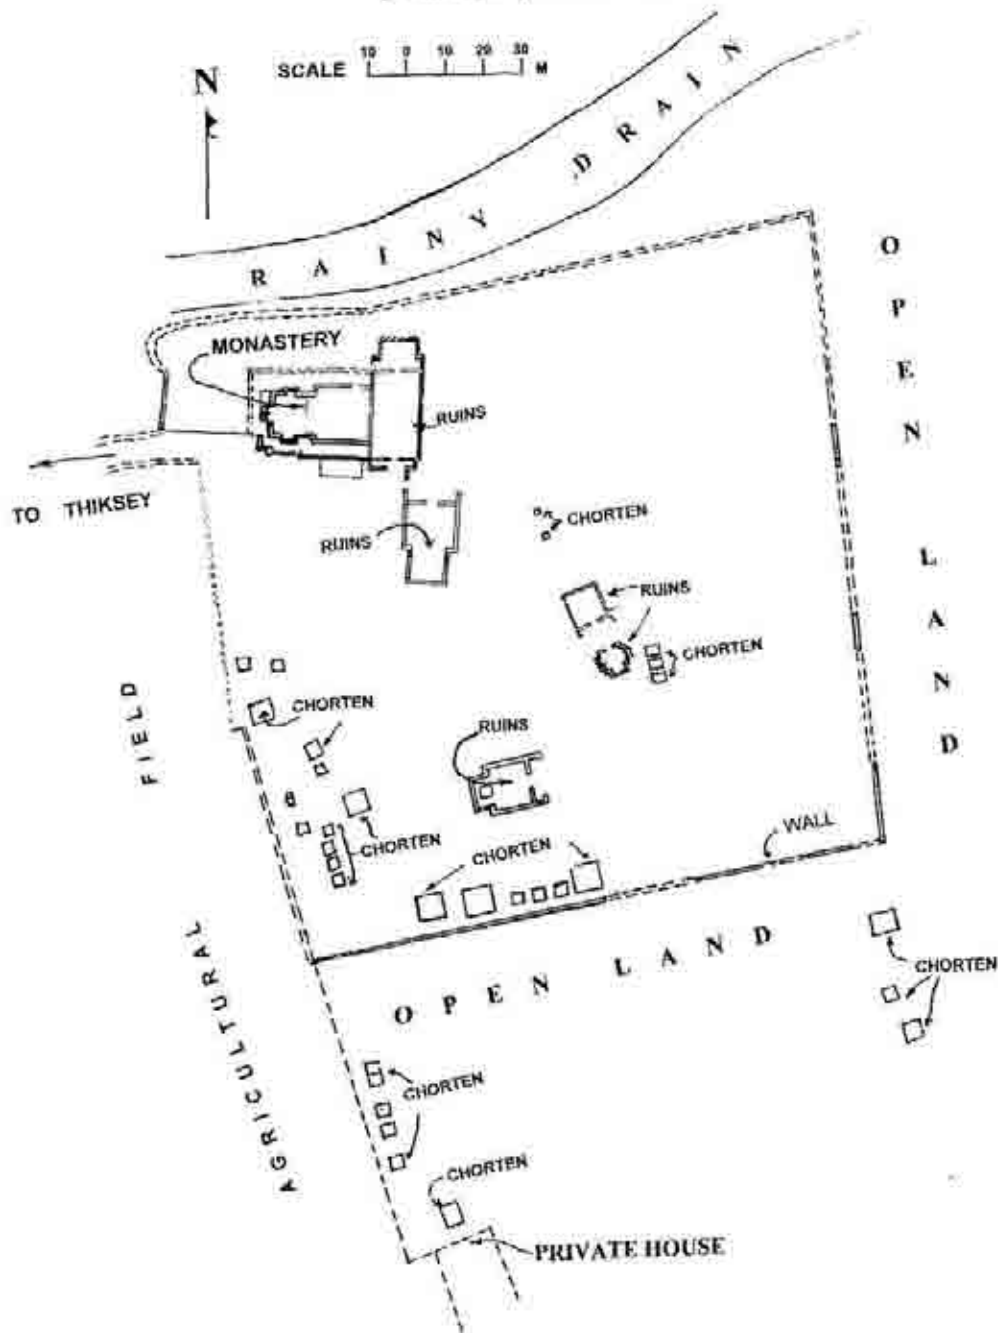 10 0 10 20 30
SCALE M
N
RAINY DRAIN
OPEN LAND
MONASTERY
RUINS
TO THIKSEY
CHORTEN
RUINS
RUINS
CHORTEN
FIELD
CHORTEN
RUINS
WALL
CHORTEN
CHORTEN
AGRICULTURAL
OPEN LAND
CHORTEN
CHORTEN
CHORTEN
PRIVATE HOUSE